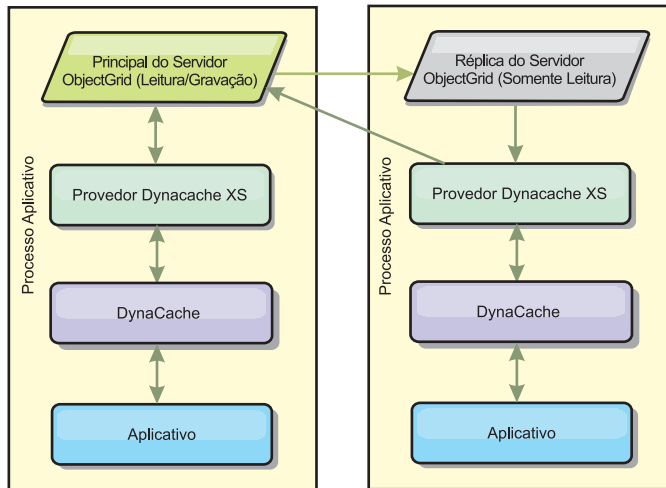 Principal do Servidor
ObjectGrid (Leitura/Gravação)
Provedor Dynacache XS
DynaCache
Aplicativo
Processo Aplicativo
Réplica do Servidor
ObjectGrid (Somente Leitura)
Provedor Dynacache XS
DynaCache
Aplicativo
Processo Aplicativo